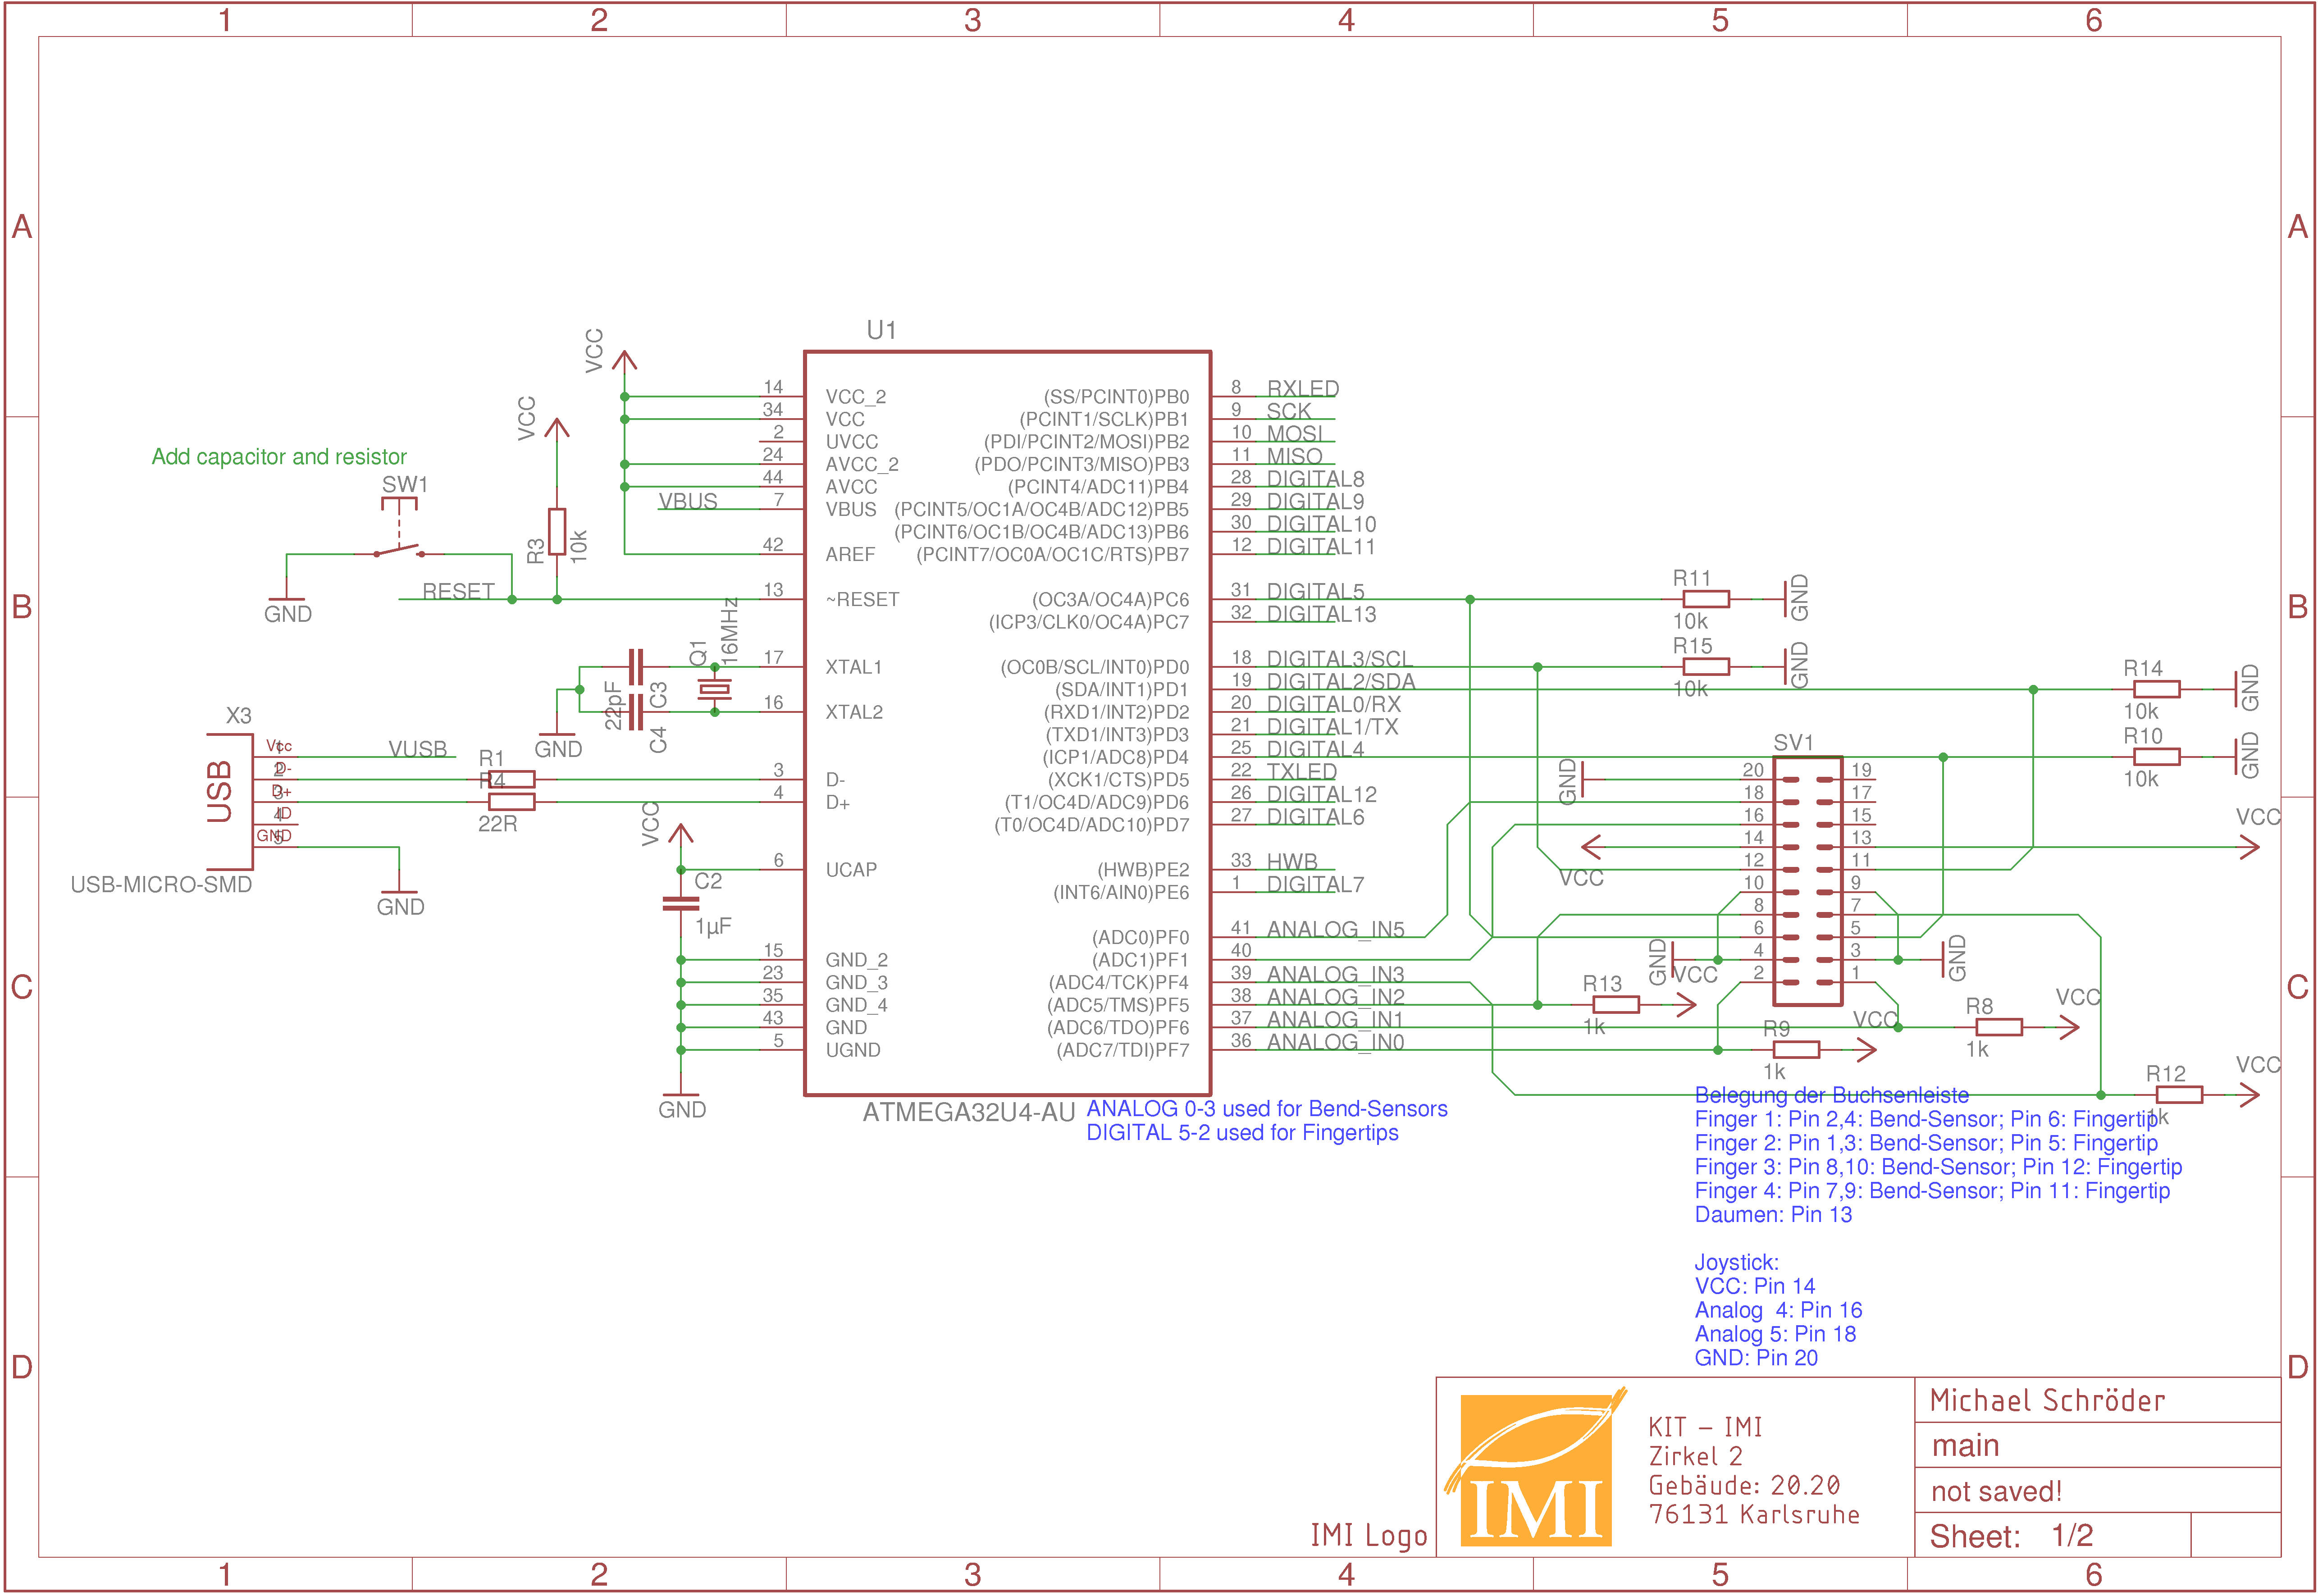 1 2 3 4 5 6
A A
B B
C C
D D
U1
VCC
VCC
Add capacitor and resistor
SW1
R3
10k
RESET
GND
VBUS
14 VCC_2
34 VCC
2 UVCC
24 AVCC_2
44 AVCC
7 VBUS
42 AREF
13 ~RESET
17 XTAL1
16 XTAL2
3 D-
4 D+
6 UCAP
15 GND_2
23 GND_3
35 GND_4
43 GND
5 UGND
Q1
16MHz
22pF
C3
C4
GND
X3
USB
Vcc
1
D-
2
D+
3
ID
4
GND
5
USB-MICRO-SMD
VUSB
R1
R4
22R
GND
VCC
C2
1µF
GND
(SS/PCINT0)PB0 8 RXLED
(PCINT1/SCLK)PB1 9 SCK
(PDI/PCINT2/MOSI)PB2 10 MOSI
(PDO/PCINT3/MISO)PB3 11 MISO
(PCINT4/ADC11)PB4 28 DIGITAL8
(PCINT5/OC1A/OC4B/ADC12)PB5 29 DIGITAL9
(PCINT6/OC1B/OC4B/ADC13)PB6 30 DIGITAL10
(PCINT7/OC0A/OC1C/RTS)PB7 12 DIGITAL11
(OC3A/OC4A)PC6 31 DIGITAL5
(ICP3/CLK0/OC4A)PC7 32 DIGITAL13
(OC0B/SCL/INT0)PD0 18 DIGITAL3/SCL
(SDA/INT1)PD1 19 DIGITAL2/SDA
(RXD1/INT2)PD2 20 DIGITAL0/RX
(TXD1/INT3)PD3 21 DIGITAL1/TX
(ICP1/ADC8)PD4 25 DIGITAL4
(XCK1/CTS)PD5 22 TXLED
(T1/OC4D/ADC9)PD6 26 DIGITAL12
(T0/OC4D/ADC10)PD7 27 DIGITAL6
(HWB)PE2 33 HWB
(INT6/AIN0)PE6 1 DIGITAL7
(ADC0)PF0 41 ANALOG_IN5
(ADC1)PF1 40
(ADC4/TCK)PF4 39 ANALOG_IN3
(ADC5/TMS)PF5 38 ANALOG_IN2
(ADC6/TDO)PF6 37 ANALOG_IN1
(ADC7/TDI)PF7 36 ANALOG_IN0
ATMEGA32U4-AU
ANALOG 0-3 used for Bend-Sensors
DIGITAL 5-2 used for Fingertips
R11
10k
GND
R15
10k
GND
R14
10k
GND
R10
10k
GND
SV1
20 19
18 17
16 15
14 13
12 11
10 9
8 7
6 5
4 3
2 1
GND
VCC
VCC
GND
GND
R13
1k
VCC
R9
1k
VCC
R8
1k
VCC
R12
1k
VCC
Belegung der Buchsenleiste
Finger 1: Pin 2,4: Bend-Sensor; Pin 6: Fingertip
Finger 2: Pin 1,3: Bend-Sensor; Pin 5: Fingertip
Finger 3: Pin 8,10: Bend-Sensor; Pin 12: Fingertip
Finger 4: Pin 7,9: Bend-Sensor; Pin 11: Fingertip
Daumen: Pin 13
Joystick:
VCC: Pin 14
Analog  4: Pin 16
Analog 5: Pin 18
GND: Pin 20
IMI Logo
IMI
KIT - IMI
Zirkel 2
Gebäude: 20.20
76131 Karlsruhe
Michael Schröder
main
not saved!
Sheet: 1/2
1 2 3 4 5 6